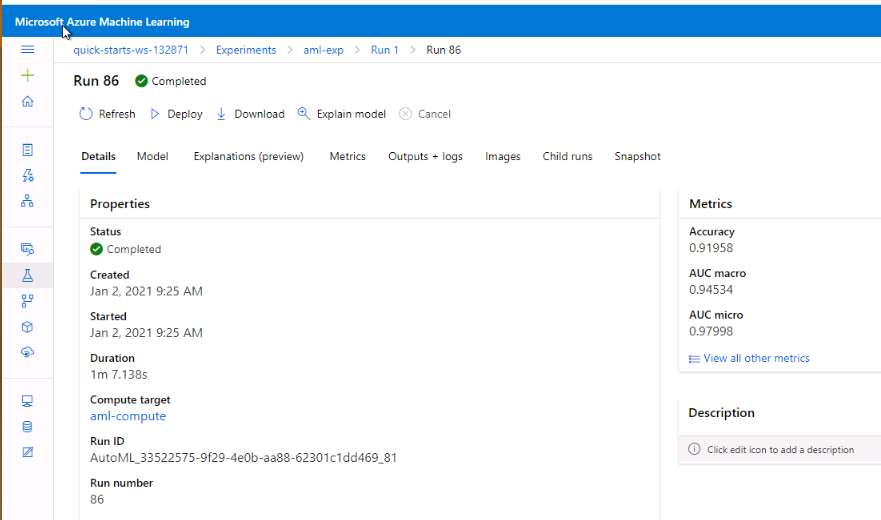 Microsoft Azure Machine Learning
quick-starts-ws-132871 > Experiments > aml-exp > Run 1 > Run 86
Run 86 Completed
Refresh Deploy Download Explain model Cancel
Details Model Explanations (preview) Metrics Outputs + logs Images Child runs Snapshot
Properties
Status
Completed
Created
Jan 2, 2021 9:25 AM
Started
Jan 2, 2021 9:25 AM
Duration
1m 7.138s
Compute target
aml-compute
Run ID
AutoML_33522575-9f29-4e0b-aa88-62301c1dd469_81
Run number
86
Metrics
Accuracy
0.91958
AUC macro
0.94534
AUC micro
0.97998
View all other metrics
Description
Click edit icon to add a description